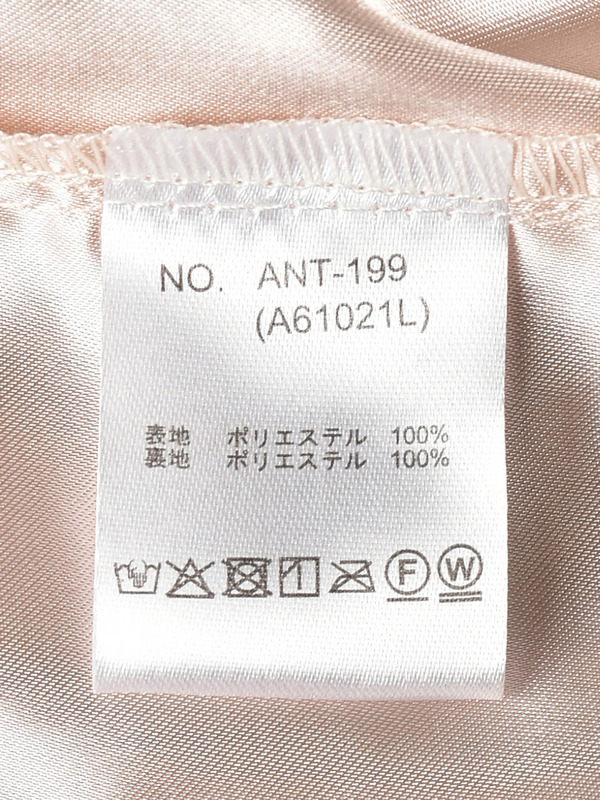 NO. ANT-199
(A61021L)
表地 ポリエステル 100%
裏地 ポリエステル 100%
F W